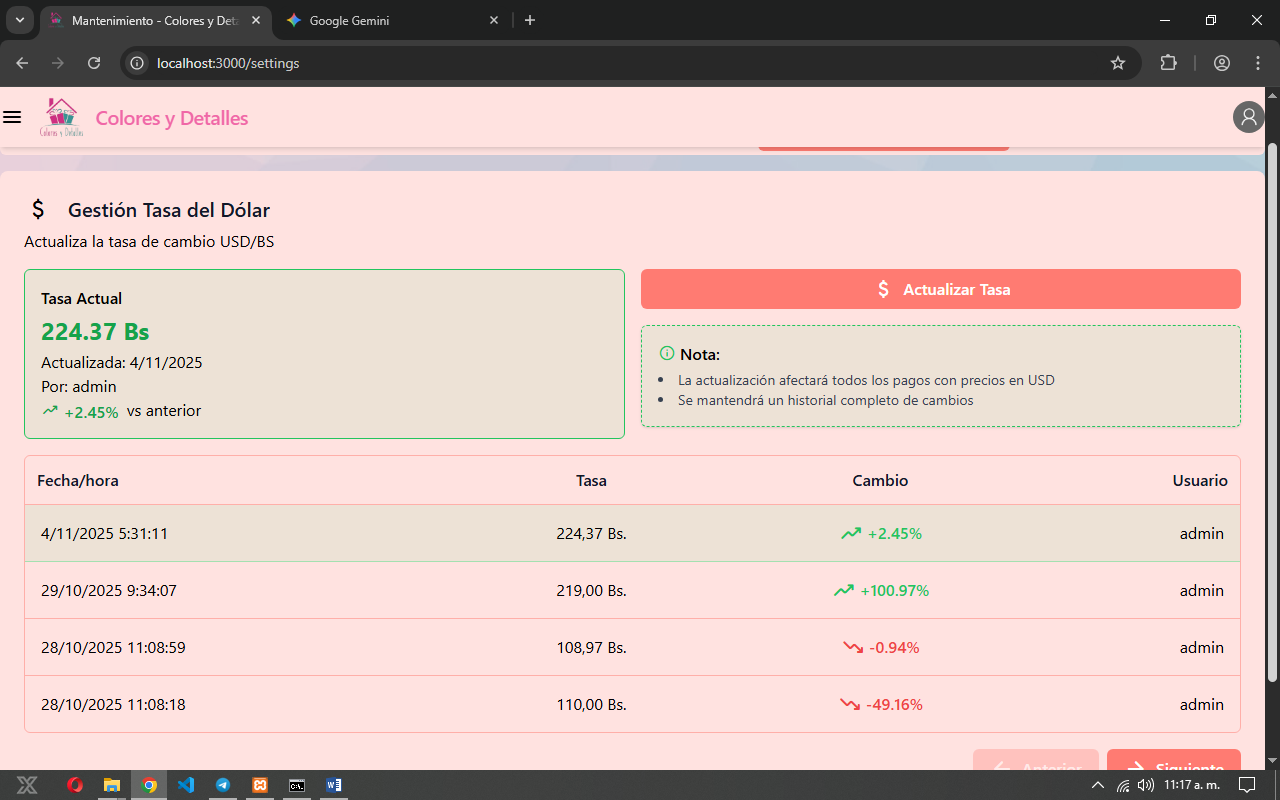 Mantenimiento - Colores y Deta
Google Gemini
localhost:3000/settings
Colores y Detalles
Colores y Detalles
Gestión Tasa del Dólar
Actualiza la tasa de cambio USD/BS
Tasa Actual
224.37 Bs
Actualizada: 4/11/2025
Por: admin
+2.45% vs anterior
Actualizar Tasa
Nota:
• La actualización afectará todos los pagos con precios en USD
• Se mantendrá un historial completo de cambios
Fecha/hora Tasa Cambio Usuario
4/11/2025 5:31:11 224,37 Bs. +2.45% admin
29/10/2025 9:34:07 219,00 Bs. +100.97% admin
28/10/2025 11:08:59 108,97 Bs. -0.94% admin
28/10/2025 11:08:18 110,00 Bs. -49.16% admin
Anterior Siguiente
11:17 a. m.